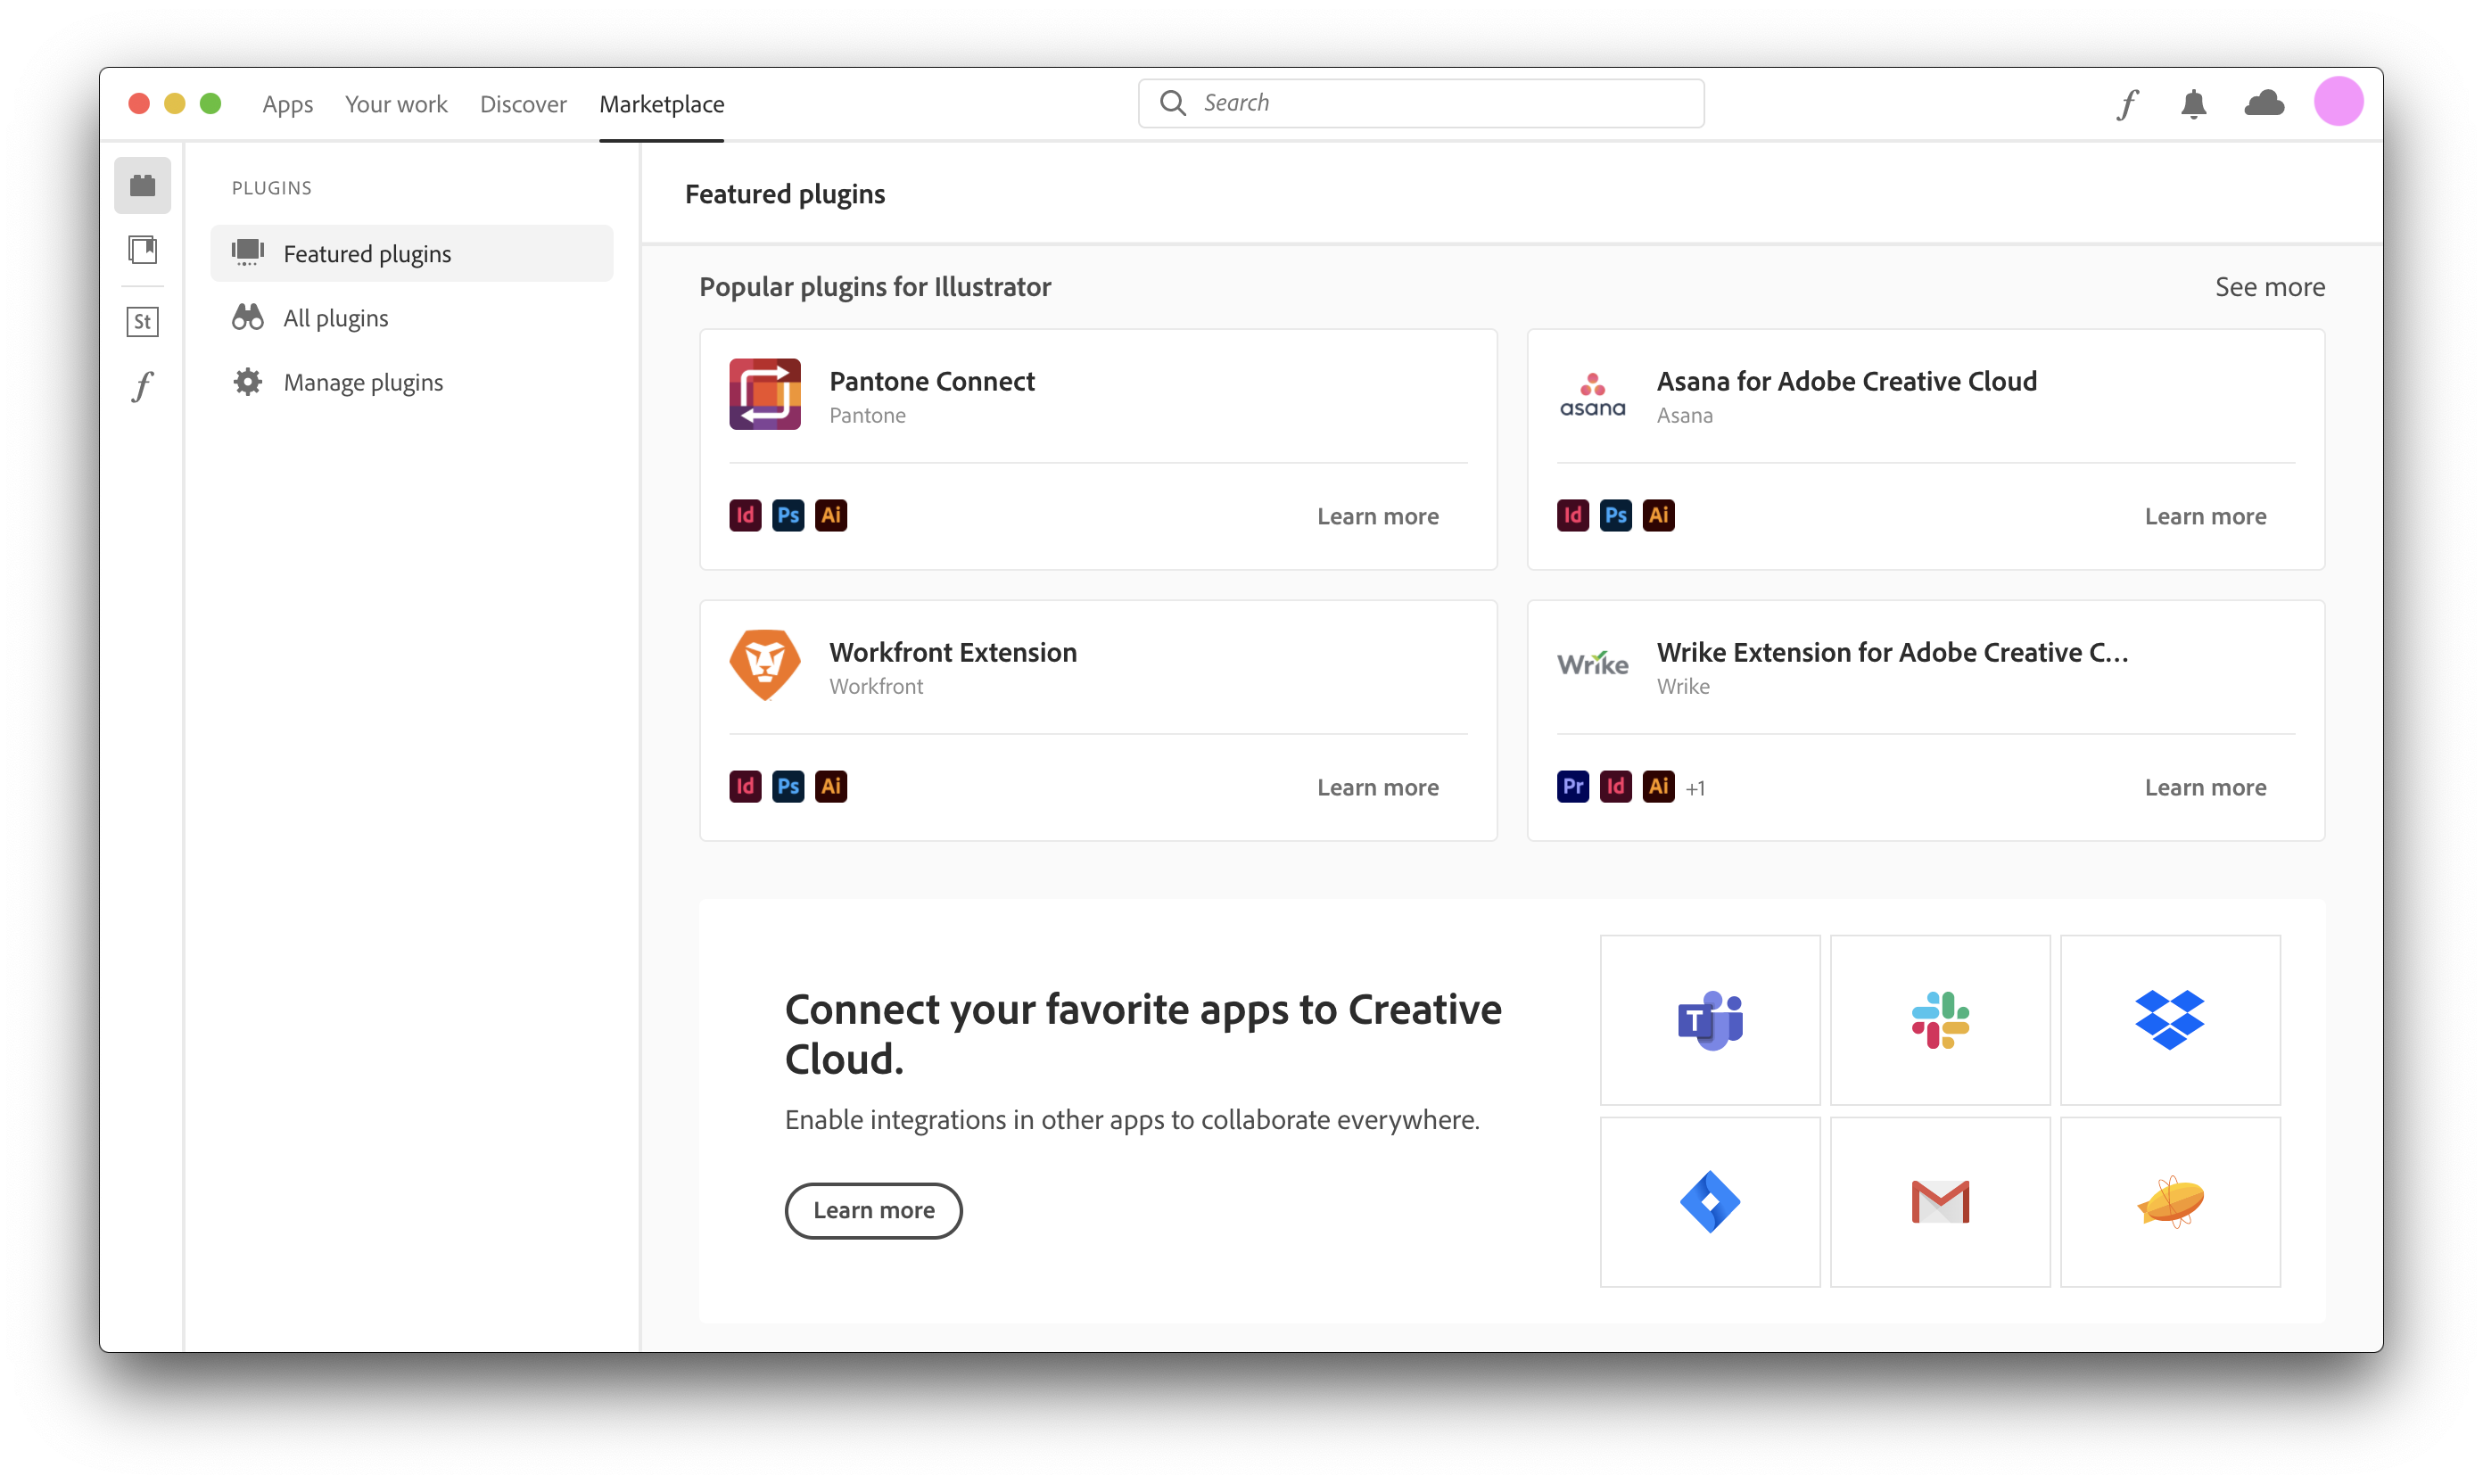 Apps Your work Discover Marketplace Search
PLUGINS
Featured plugins
All plugins
Manage plugins
St
Featured plugins
Popular plugins for Illustrator See more
Pantone Connect
Pantone
Id Ps Ai Learn more
asana
Asana for Adobe Creative Cloud
Asana
Id Ps Ai Learn more
Workfront Extension
Workfront
Id Ps Ai Learn more
Wrike
Wrike Extension for Adobe Creative C...
Wrike
Pr Id Ai +1 Learn more
Connect your favorite apps to Creative
Cloud.
Enable integrations in other apps to collaborate everywhere.
Learn more
T